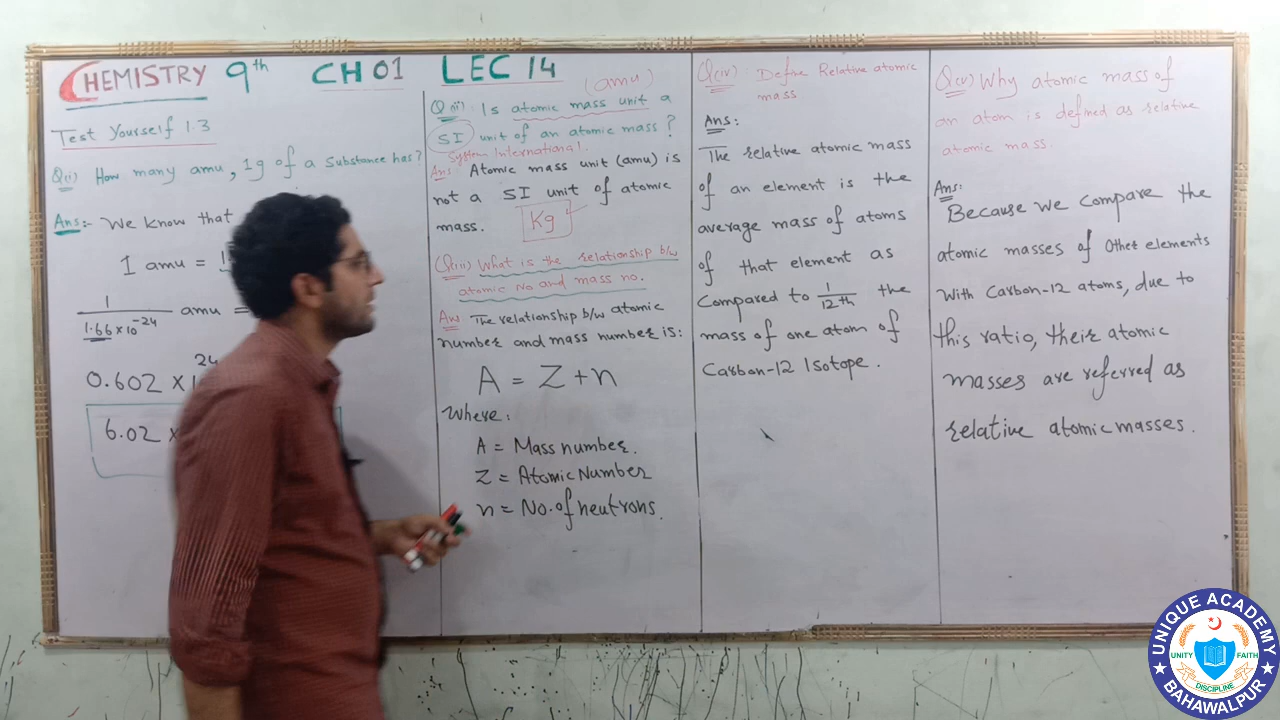 CHEMISTRY 9th CH 01 LEC 14
Test Yourself 1.3
Q(i) How many amu, 1g of a substance has?
Ans:- We know that
1 amu =
1/1.66×10^-24 amu =
0.602 × 10^24
6.02 ×
(amu)
Q(ii) Is atomic mass unit a
SI unit of an atomic mass?
System International.
Ans: Atomic mass unit (amu) is
not a SI unit of atomic
mass. Kg
Q(iii) What is the relationship b/w
atomic No and mass no.
Ans: The relationship b/w atomic
number and mass number is:
A = Z + n
Where:
A = Mass number.
Z = Atomic Number
n = No. of neutrons.
Q(iv): Define Relative atomic
mass
Ans:
The relative atomic mass
of an element is the
average mass of atoms
of that element as
Compared to 1/12th the
mass of one atom of
Carbon-12 Isotope.
Q(v) Why atomic mass of
an atom is defined as relative
atomic mass.
Ans:
Because we compare the
atomic masses of other elements
with Carbon-12 atoms, due to
this ratio, their atomic
masses are referred as
relative atomic masses.
UNIQUE ACADEMY
UNITY FAITH
DISCIPLINE
BAHAWALPUR